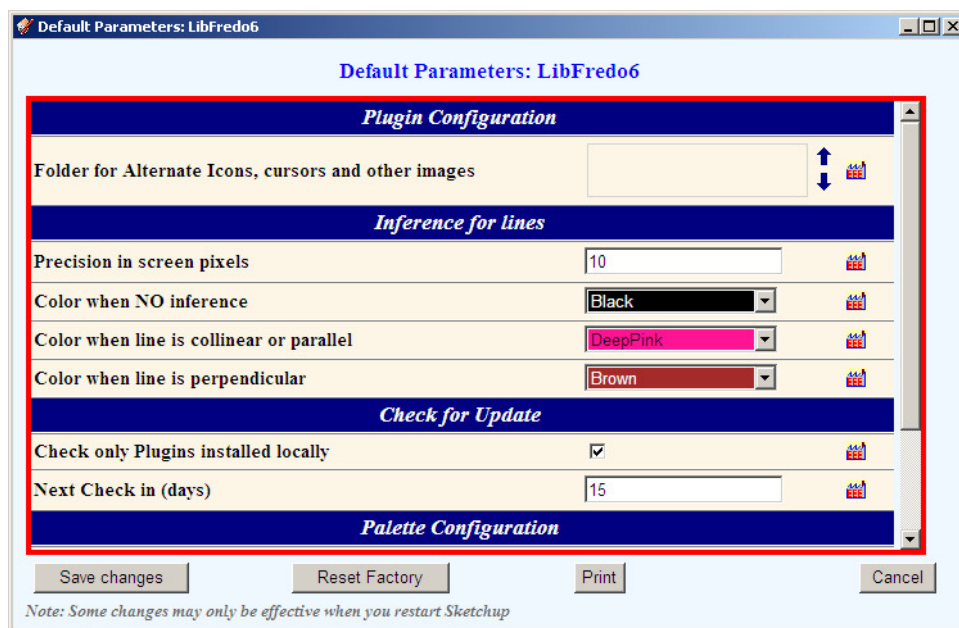 Default Parameters: LibFredo6
Default Parameters: LibFredo6
Plugin Configuration
Folder for Alternate Icons, cursors and other images
Inference for lines
Precision in screen pixels 10
Color when NO inference Black
Color when line is collinear or parallel DeepPink
Color when line is perpendicular Brown
Check for Update
Check only Plugins installed locally
Next Check in (days) 15
Palette Configuration
Save changes Reset Factory Print Cancel
Note: Some changes may only be effective when you restart Sketchup